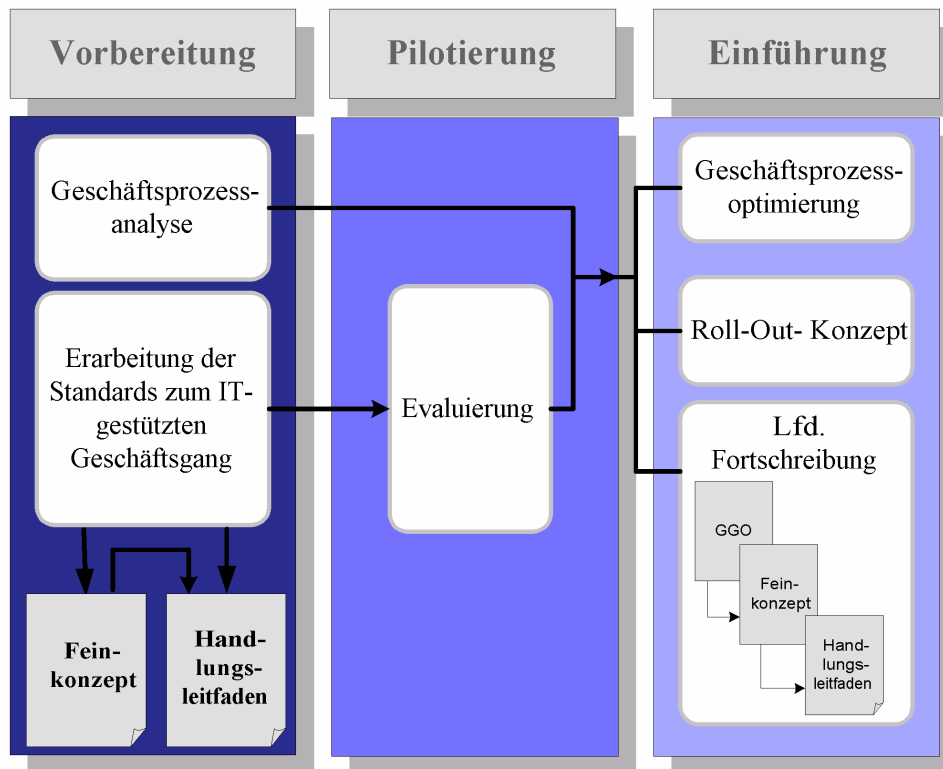 Vorbereitung
Pilotierung
Einführung
Geschäftsprozess-
analyse
Erarbeitung der
Standards zum IT-
gestützten
Geschäftsgang
Fein-
konzept
Hand-
lungs-
leitfaden
Evaluierung
Geschäftsprozess-
optimierung
Roll-Out- Konzept
Lfd.
Fortschreibung
GGO
Fein-
konzept
Hand-
lungs-
leitfaden